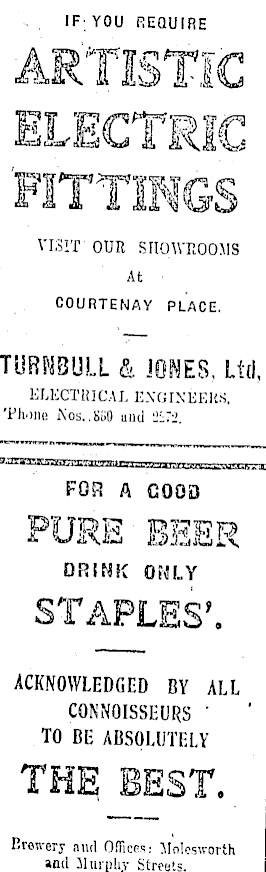 IF YOU REQUIRE
ARTISTIC
ELECTRIC
FITTINGS
VISIT OUR SHOWROOMS
At
COURTENAY PLACE.
TURNBULL & JONES, Ltd,
ELECTRICAL ENGINEERS,
'Phone Nos. 850 and 2272.
FOR A GOOD
PURE BEER
DRINK ONLY
STAPLES'.
ACKNOWLEDGED BY ALL
CONNOISSEURS
TO BE ABSOLUTELY
THE BEST.
Brewery and Offices: Molesworth
and Murphy Streets.